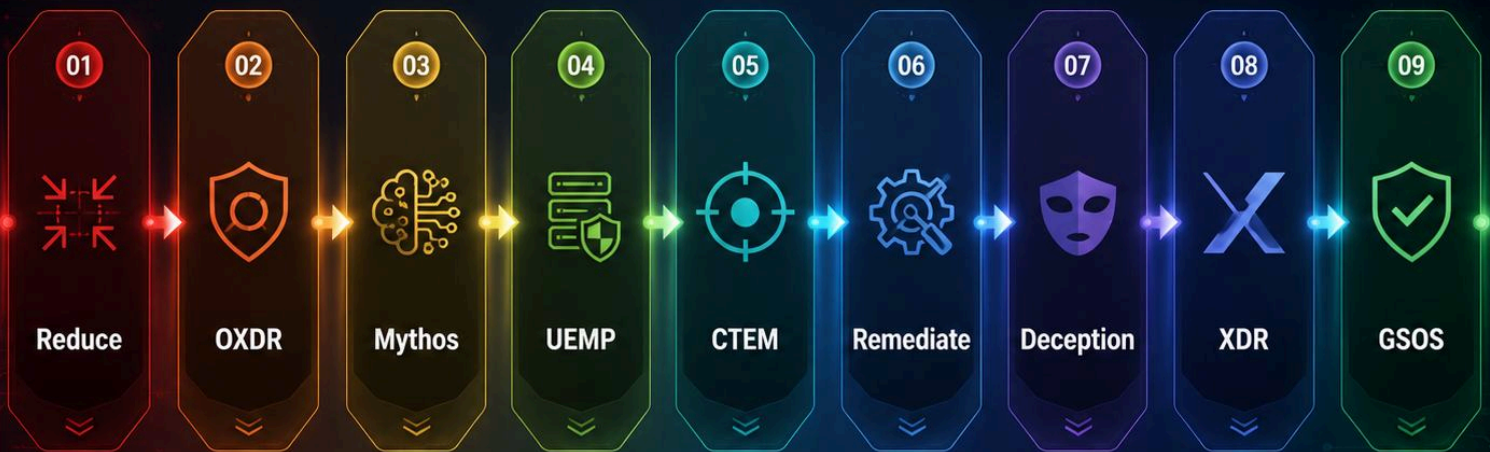 01
02
03
04
05
06
07
08
09
Reduce
OXDR
Mythos
UEMP
CTEM
Remediate
Deception
XDR
GSOS